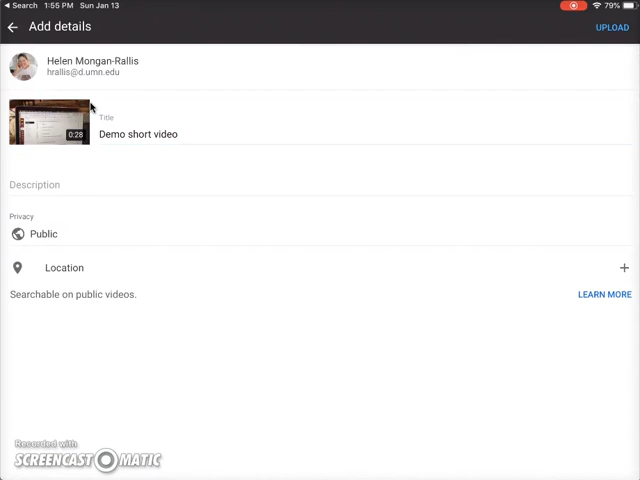 Search 1:55 PM Sun Jan 13 79%
Add details UPLOAD
Helen Mongan-Rallis
hrallis@d.umn.edu
Title
0:28 Demo short video
Description
Privacy
Public
Location +
Searchable on public videos. LEARN MORE
Recorded with
SCREENCAST O MATIC